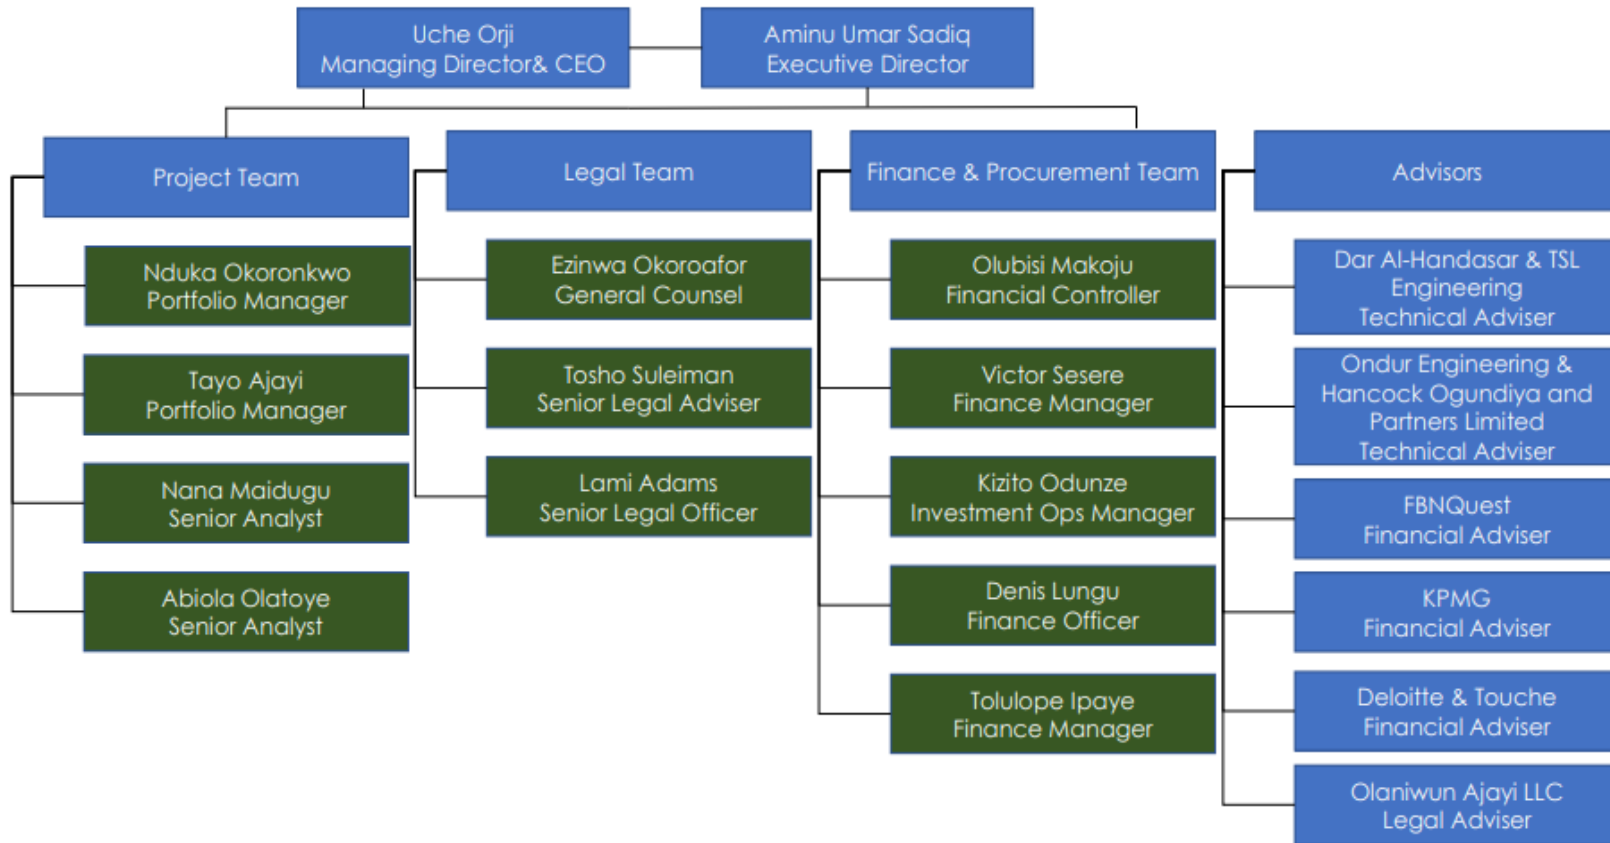 Uche Orji
Managing Director& CEO
Aminu Umar Sadiq
Executive Director
Project Team
Nduka Okoronkwo
Portfolio Manager
Tayo Ajayi
Portfolio Manager
Nana Maidugu
Senior Analyst
Abiola Olatoye
Senior Analyst
Legal Team
Ezinwa Okoroafor
General Counsel
Tosho Suleiman
Senior Legal Adviser
Lami Adams
Senior Legal Officer
Finance & Procurement Team
Olubisi Makoju
Financial Controller
Victor Sesere
Finance Manager
Kizito Odunze
Investment Ops Manager
Denis Lungu
Finance Officer
Tolulope Ipaye
Finance Manager
Advisors
Dar Al-Handasar & TSL
Engineering
Technical Adviser
Ondur Engineering &
Hancock Ogundiya and
Partners Limited
Technical Adviser
FBNQuest
Financial Adviser
KPMG
Financial Adviser
Deloitte & Touche
Financial Adviser
Olaniwun Ajayi LLC
Legal Adviser